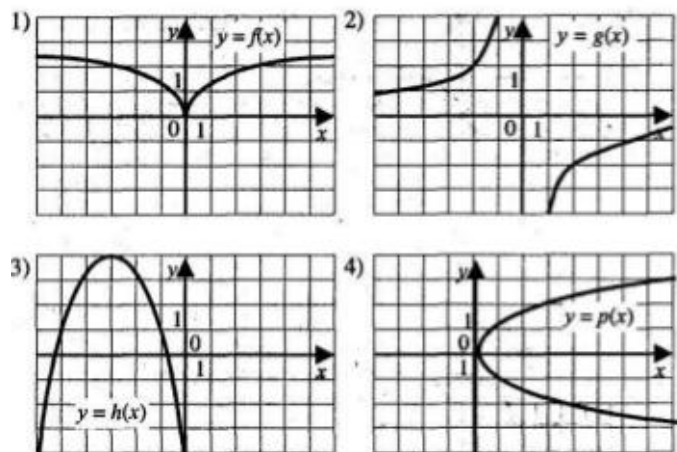 1)
y
y = f(x)
1
0
1
x
2)
y
y = g(x)
1
0
1
x
3)
y
1
0
1
x
y = h(x)
4)
y
y = p(x)
1
0
1
x